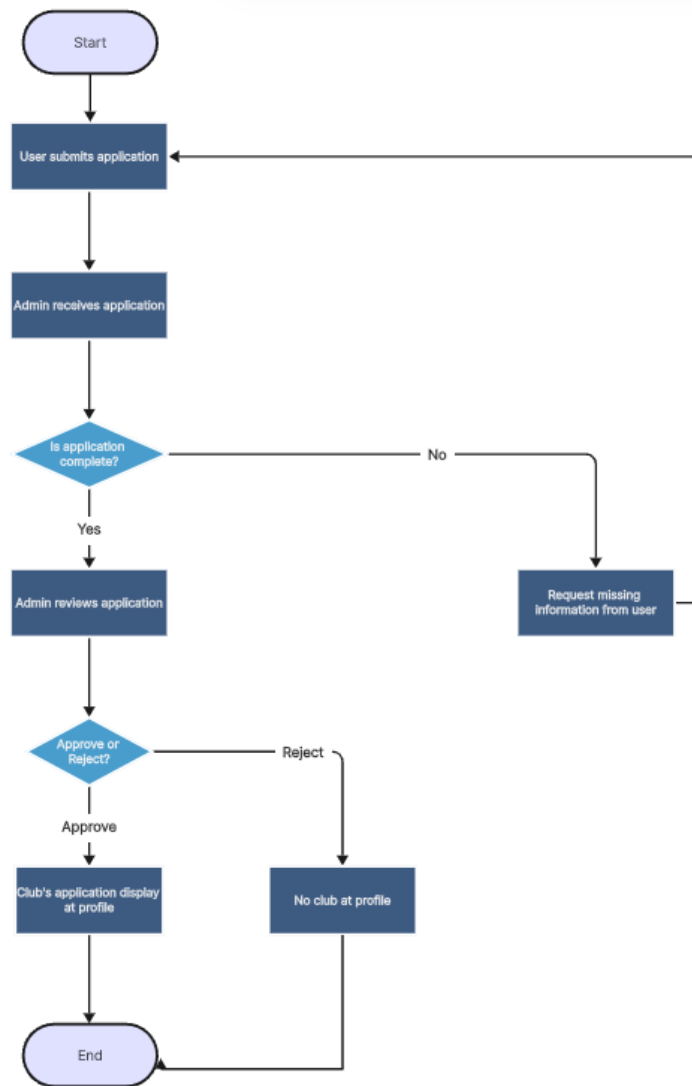 Start
User submits application
Admin receives application
Is application
complete?
No
Yes
Admin reviews application
Request missing
information from user
Approve or
Reject?
Reject
Approve
Club's application display
at profile
No club at profile
End